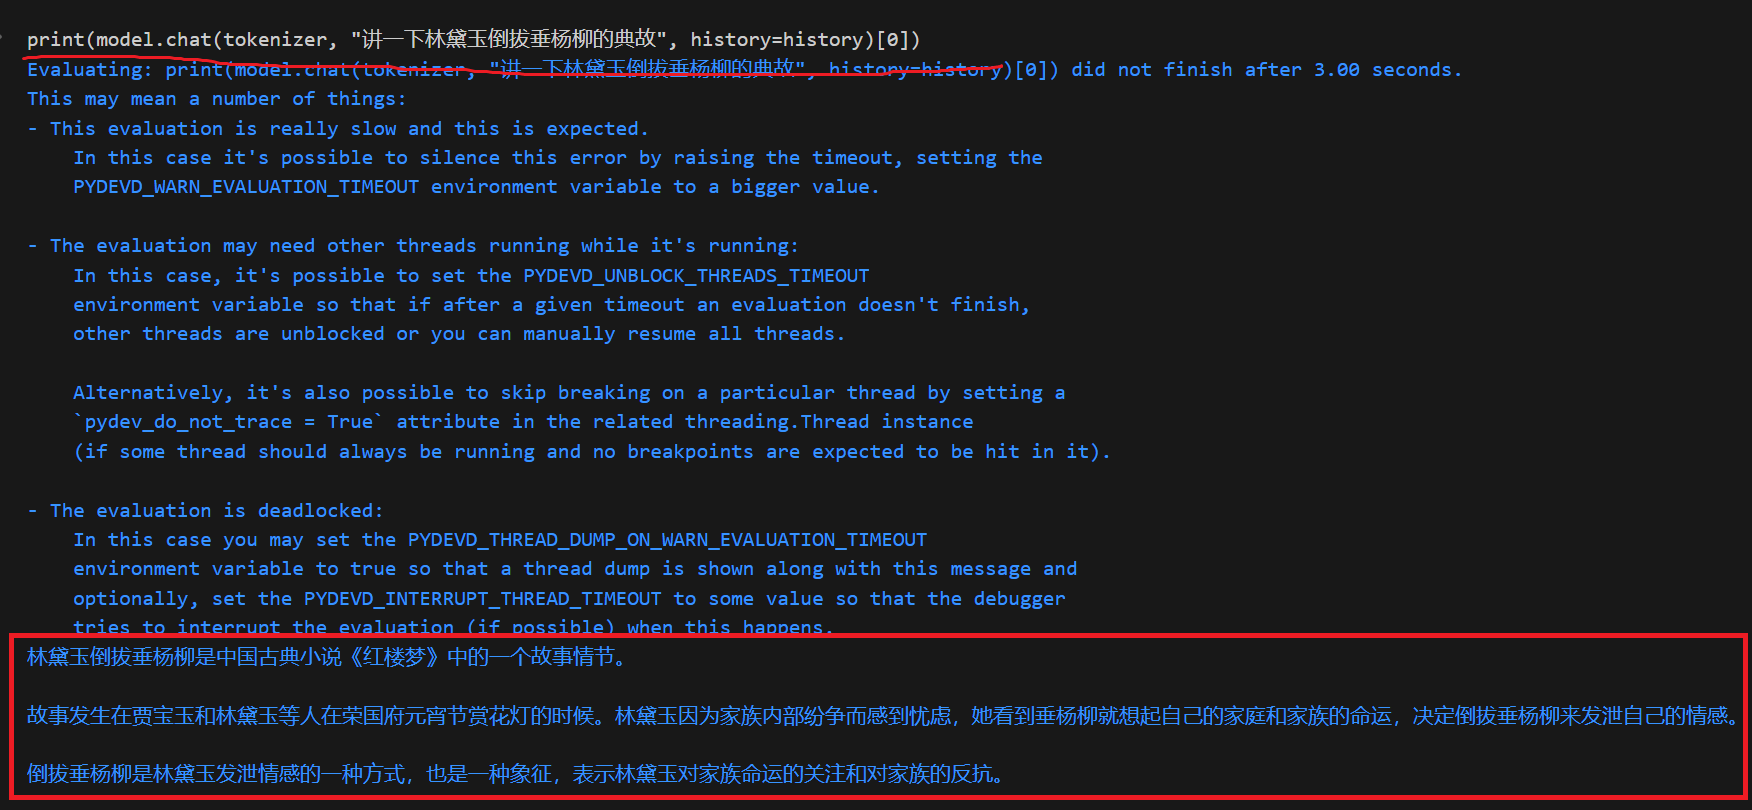 print(model.chat(tokenizer, "讲一下林黛玉倒拔垂杨柳的典故", history=history)[0])
Evaluating: print(model.chat(tokenizer, "讲一下林黛玉倒拔垂杨柳的典故", history=history)[0]) did not finish after 3.00 seconds.
This may mean a number of things:
- This evaluation is really slow and this is expected.
    In this case it's possible to silence this error by raising the timeout, setting the
    PYDEVD_WARN_EVALUATION_TIMEOUT environment variable to a bigger value.

- The evaluation may need other threads running while it's running:
    In this case, it's possible to set the PYDEVD_UNBLOCK_THREADS_TIMEOUT
    environment variable so that if after a given timeout an evaluation doesn't finish,
    other threads are unblocked or you can manually resume all threads.

    Alternatively, it's also possible to skip breaking on a particular thread by setting a
    `pydev_do_not_trace = True` attribute in the related threading.Thread instance
    (if some thread should always be running and no breakpoints are expected to be hit in it).

- The evaluation is deadlocked:
    In this case you may set the PYDEVD_THREAD_DUMP_ON_WARN_EVALUATION_TIMEOUT
    environment variable to true so that a thread dump is shown along with this message and
    optionally, set the PYDEVD_INTERRUPT_THREAD_TIMEOUT to some value so that the debugger
    tries to interrupt the evaluation (if possible) when this happens.
林黛玉倒拔垂杨柳是中国古典小说《红楼梦》中的一个故事情节。

故事发生在贾宝玉和林黛玉等人在荣国府元宵节赏花灯的时候。林黛玉因为家族内部纷争而感到忧虑，她看到垂杨柳就想起自己的家庭和家族的命运，决定倒拔垂杨柳来发泄自己的情感。

倒拔垂杨柳是林黛玉发泄情感的一种方式，也是一种象征，表示林黛玉对家族命运的关注和对家族的反抗。